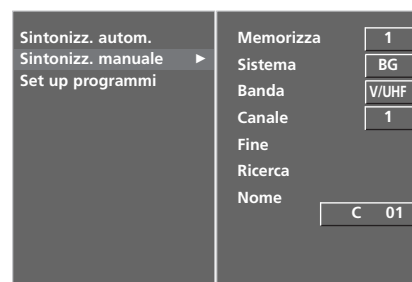 Sintonizz. autom.
Sintonizz. manuale ►
Set up programmi
Memorizza 1
Sistema BG
Banda V/UHF
Canale 1
Fine
Ricerca
Nome
C 01